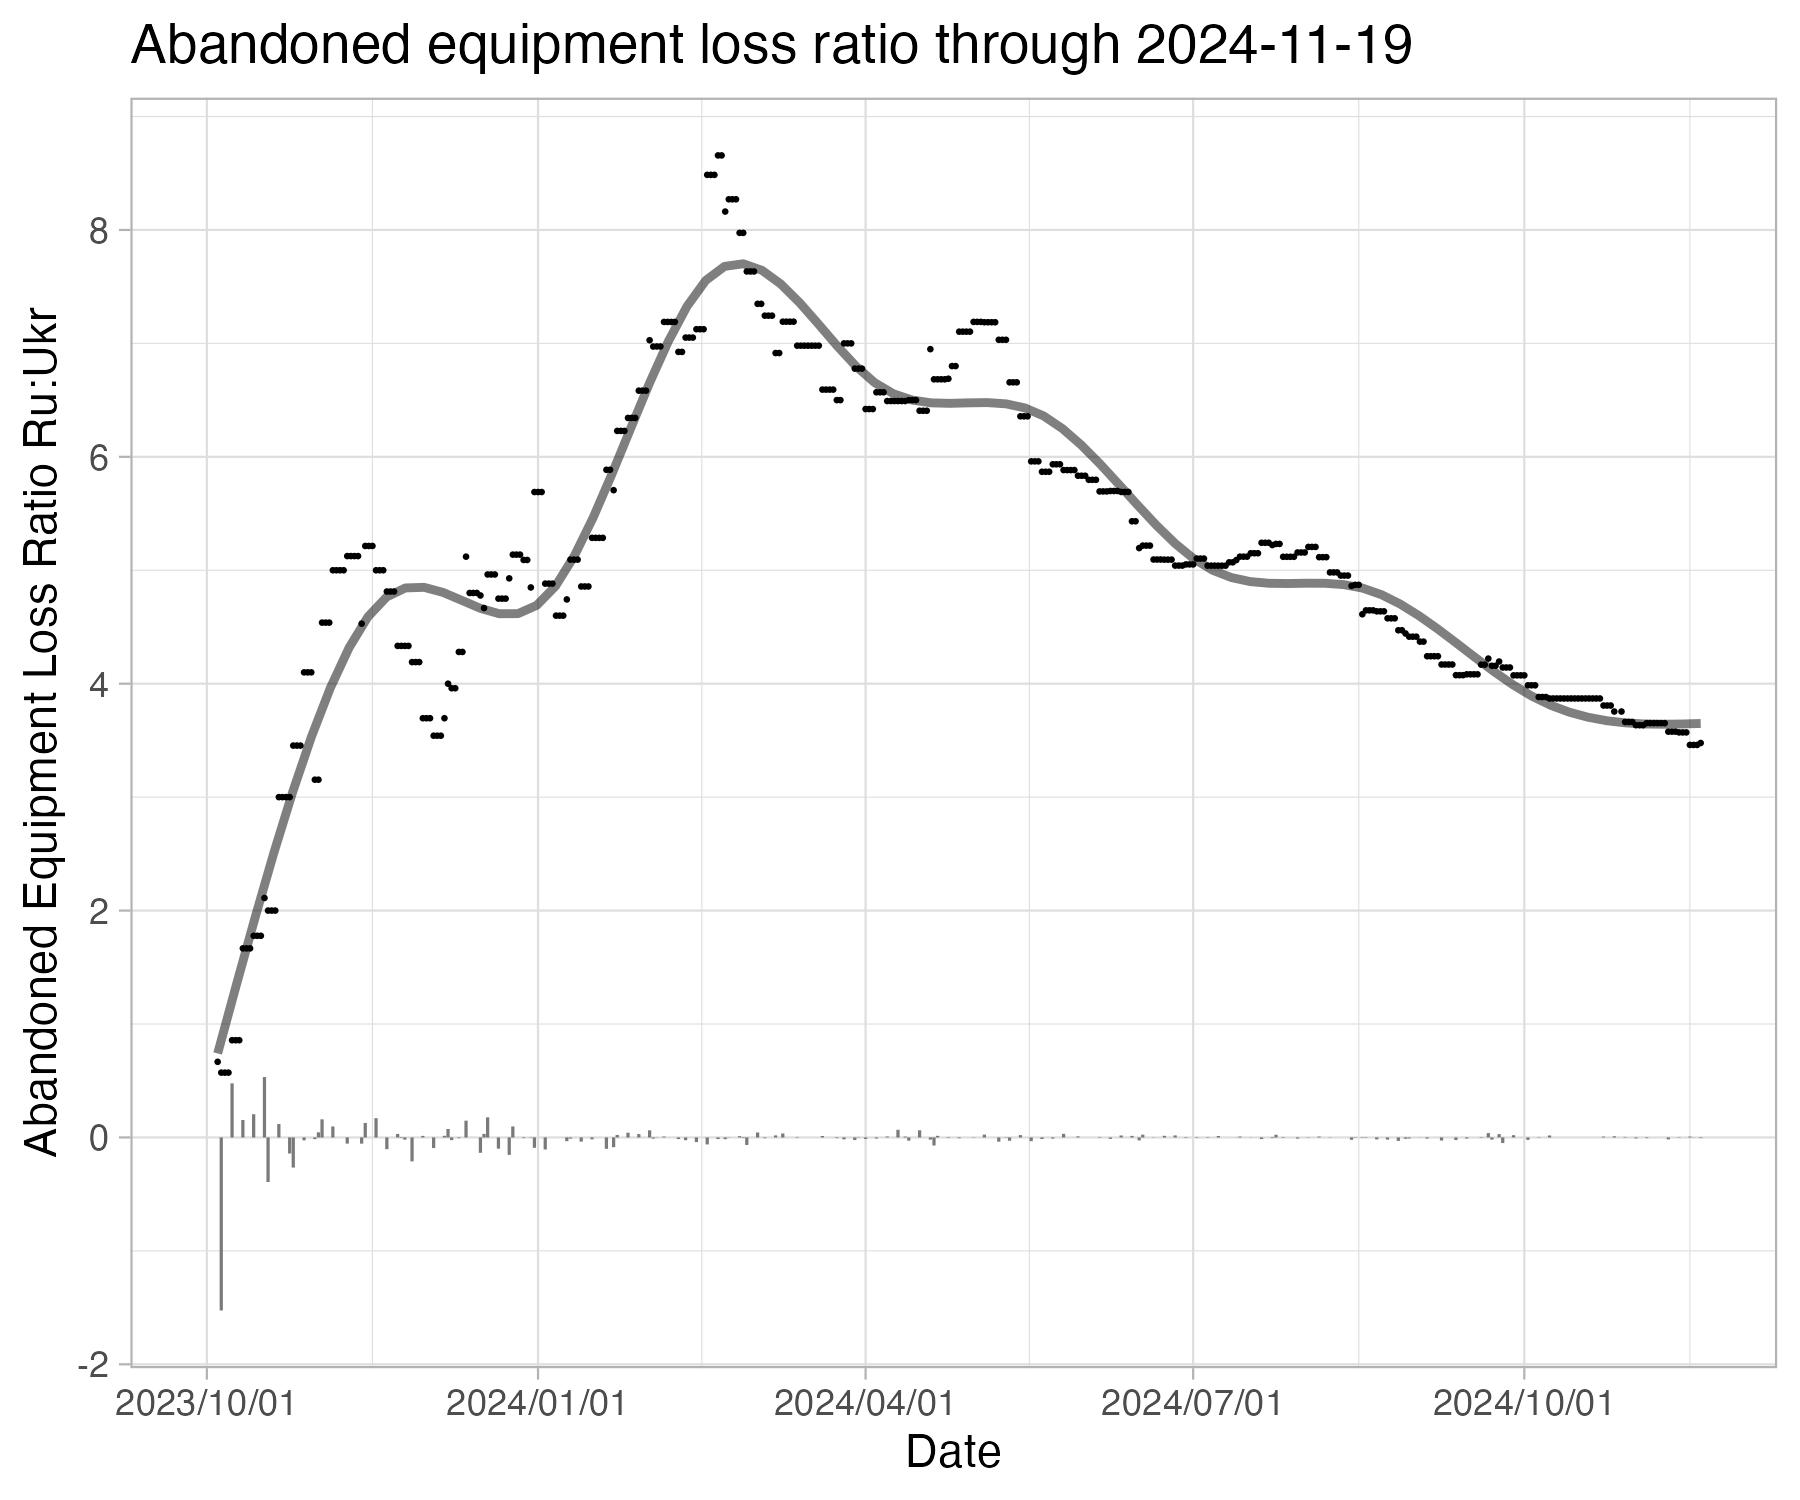 Abandoned equipment loss ratio through 2024-11-19
Abandoned Equipment Loss Ratio Ru:Ukr
8
6
4
2
0
-2
2023/10/01 2024/01/01 2024/04/01 2024/07/01 2024/10/01
Date